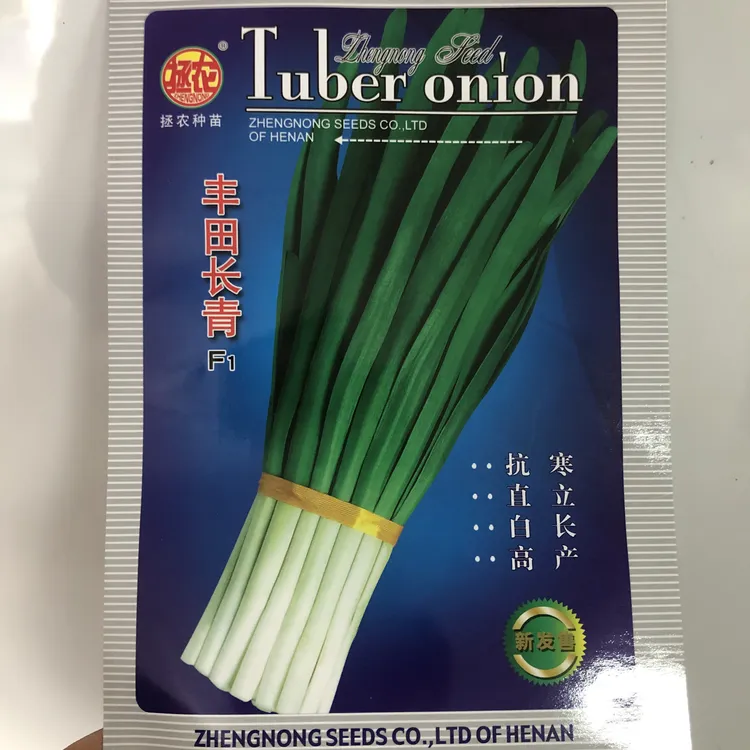 拯农
ZHENGNONG
®
拯农种苗
Zhengnong Seed
Tuber onion
ZHENGNONG SEEDS CO.,LTD
OF HENAN
丰田长青
F1
抗寒
直立
白长
高产
新发售
ZHENGNONG SEEDS CO.,LTD OF HENAN